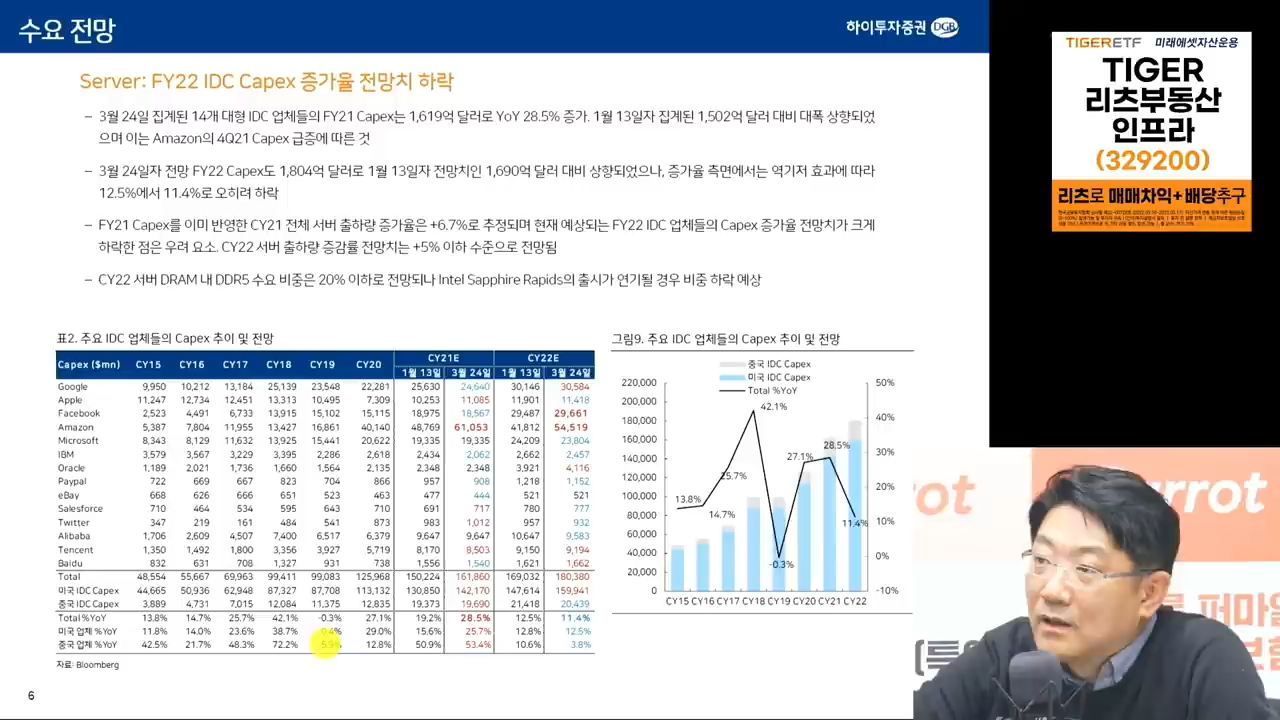 수요 전망
하이투자증권 DGB
Server: FY22 IDC Capex 증가율 전망치 하락
– 3월 24일 집계된 14개 대형 IDC 업체들의 FY21 Capex는 1,619억 달러로 YoY 28.5% 증가. 1월 13일자 집계된 1,502억 달러 대비 대폭 상향되었
으며 이는 Amazon의 4Q21 Capex 급증에 따른 것
– 3월 24일자 전망 FY22 Capex도 1,804억 달러로 1월 13일자 전망치인 1,690억 달러 대비 상향되었으나, 증가율 측면에서는 역기저 효과에 따라
12.5%에서 11.4%로 오히려 하락
– FY21 Capex를 이미 반영한 CY21 전체 서버 출하량 증가율은 +6.7%로 추정되며 현재 예상되는 FY22 IDC 업체들의 Capex 증가율 전망치가 크게
하락한 점은 우려 요소. CY22 서버 출하량 증감률 전망치는 +5% 이하 수준으로 전망됨
– CY22 서버 DRAM 내 DDR5 수요 비중은 20% 이하로 전망되나 Intel Sapphire Rapids의 출시가 연기될 경우 비중 하락 예상
표2. 주요 IDC 업체들의 Capex 추이 및 전망
Capex ($mn) CY15 CY16 CY17 CY18 CY19 CY20 CY21E CY22E
1월 13일 3월 24일 1월 13일 3월 24일
Google 9,950 10,212 13,184 25,139 23,548 22,281 25,630 24,640 30,146 30,584
Apple 11,247 12,734 12,451 13,313 10,495 7,309 10,253 11,085 11,901 11,418
Facebook 2,523 4,491 6,733 13,915 15,102 15,115 18,975 18,567 29,487 29,661
Amazon 5,387 7,804 11,955 13,427 16,861 40,140 48,769 61,053 41,812 54,519
Microsoft 8,343 8,129 11,632 13,925 15,441 20,622 19,335 19,335 24,209 23,804
IBM 3,579 3,567 3,229 3,395 2,286 2,618 2,434 2,062 2,662 2,457
Oracle 1,189 2,021 1,736 1,660 1,564 2,135 2,348 2,348 3,921 4,116
Paypal 722 669 667 823 704 866 957 908 1,218 1,152
eBay 668 626 666 651 523 463 477 444 521 521
Salesforce 710 464 534 595 643 710 691 717 780 777
Twitter 347 219 161 484 541 873 983 1,012 957 932
Alibaba 1,706 2,609 4,507 7,400 6,517 6,379 9,647 9,647 10,647 9,583
Tencent 1,350 1,492 1,800 3,356 3,927 5,719 8,170 8,503 9,150 9,194
Baidu 832 631 708 1,327 931 738 1,556 1,540 1,621 1,662
Total 48,554 55,667 69,963 99,411 99,083 125,968 150,224 161,860 169,032 180,380
미국 IDC Capex 44,665 50,936 62,948 87,327 87,708 113,132 130,850 142,170 147,614 159,941
중국 IDC Capex 3,889 4,731 7,015 12,084 11,375 12,835 19,373 19,690 21,418 20,439
Total %YoY 13.8% 14.7% 25.7% 42.1% -0.3% 27.1% 19.2% 28.5% 12.5% 11.4%
미국 업체 %YoY 11.8% 14.0% 23.6% 38.7% 0.4% 29.0% 15.6% 25.7% 12.8% 12.5%
중국 업체 %YoY 42.5% 21.7% 48.3% 72.2% 12.8% 50.9% 53.4% 10.6% 3.8%
자료: Bloomberg
6
그림9. 주요 IDC 업체들의 Capex 추이 및 전망
중국 IDC Capex
미국 IDC Capex
Total %YoY
220,000
200,000
180,000
160,000
140,000
120,000
100,000
80,000
60,000
40,000
20,000
0
50%
40%
30%
20%
10%
0%
-10%
13.8%
14.7%
25.7%
42.1%
-0.3%
27.1%
28.5%
11.4%
CY15 CY16 CY17 CY18 CY19 CY20 CY21 CY22
TIGERETF 미래에셋자산운용
TIGER
리츠부동산
인프라
(329200)
리츠로 매매차익+배당추구
rot
rrot
피마일
보험